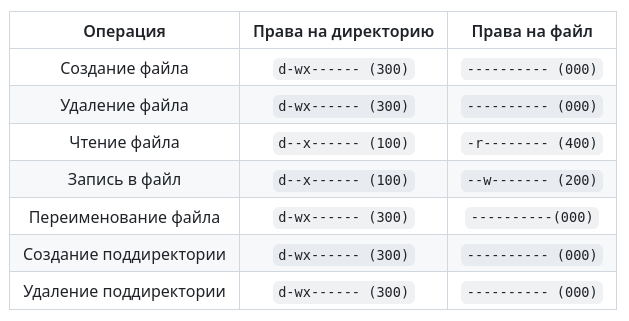 Операция Права на директорию Права на файл
Создание файла d-wx------ (300) ---------- (000)
Удаление файла d-wx------ (300) ---------- (000)
Чтение файла d--x------ (100) -r-------- (400)
Запись в файл d--x------ (100) --w------- (200)
Переименование файла d-wx------ (300) ----------(000)
Создание поддиректории d-wx------ (300) ---------- (000)
Удаление поддиректории d-wx------ (300) ---------- (000)